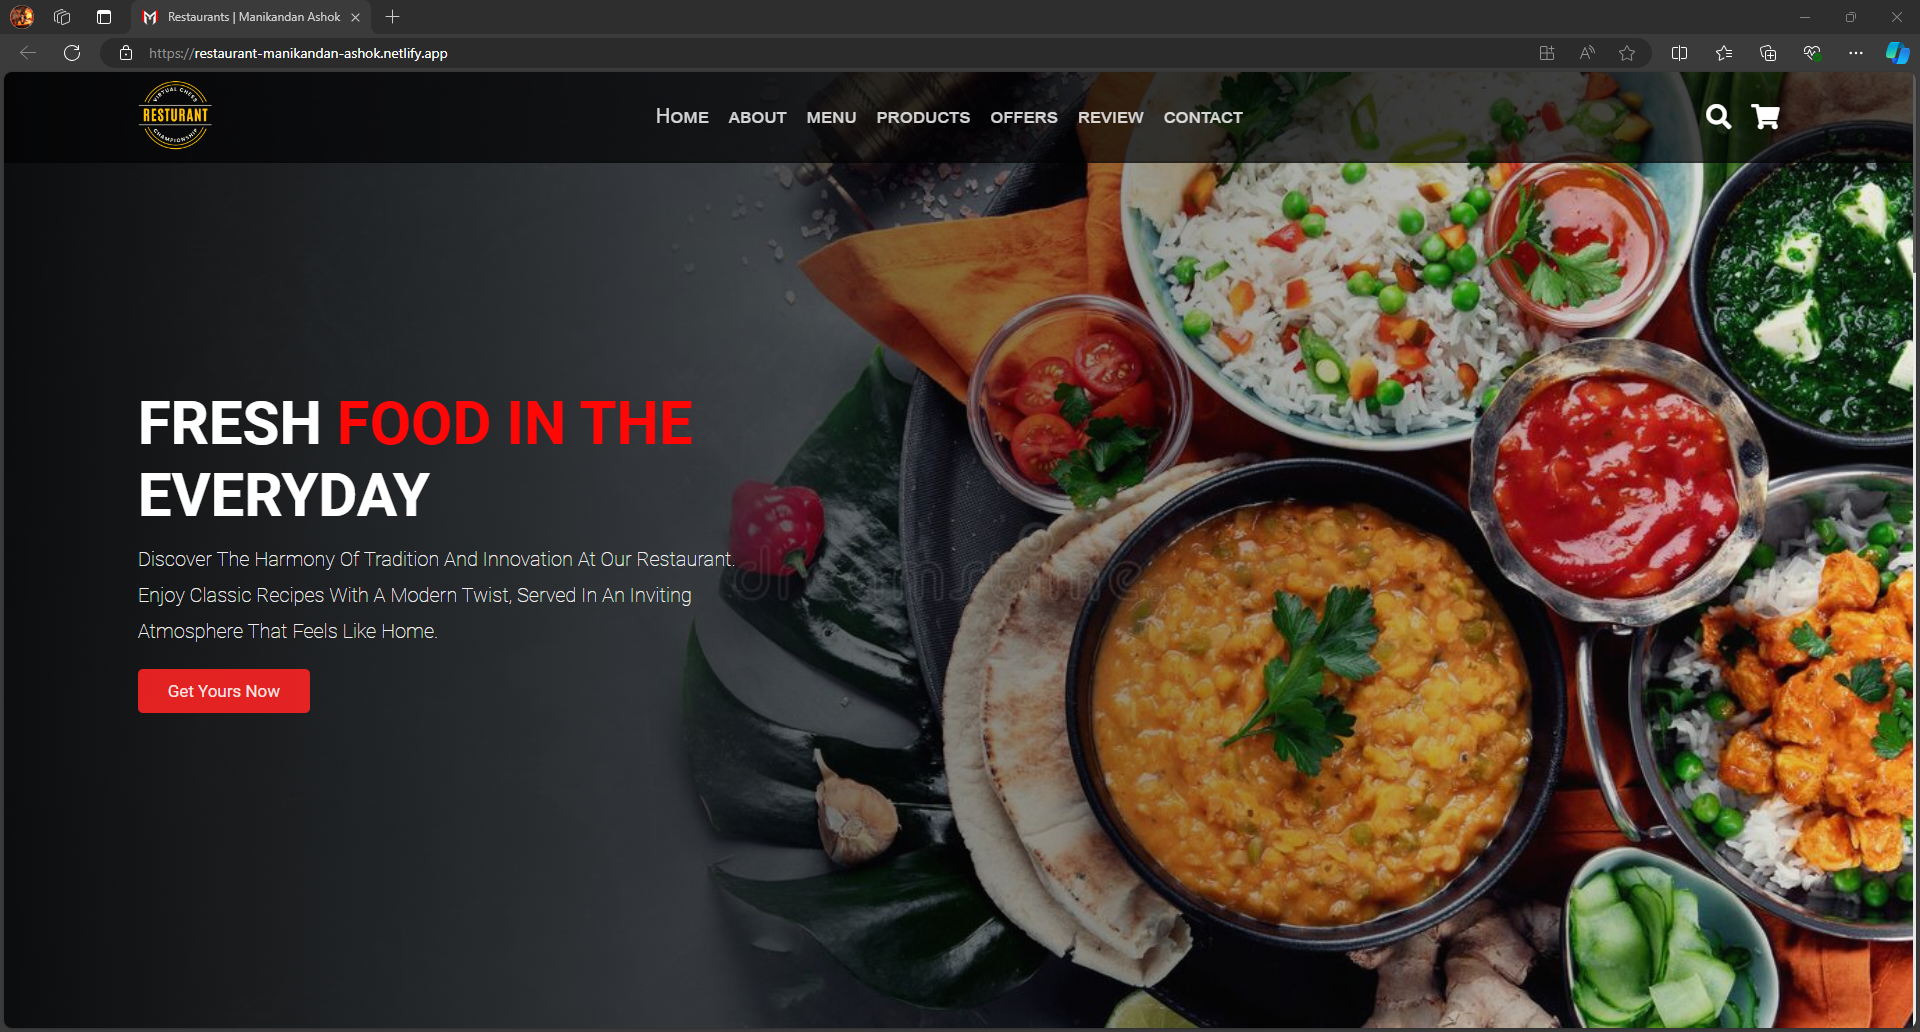 Restaurants | Manikandan Ashok
https://restaurant-manikandan-ashok.netlify.app
VIRTUAL CHEFS
RESTURANT
CHAMPIONSHIP
HOME ABOUT MENU PRODUCTS OFFERS REVIEW CONTACT
FRESH FOOD IN THE
EVERYDAY
Discover The Harmony Of Tradition And Innovation At Our Restaurant.
Enjoy Classic Recipes With A Modern Twist, Served In An Inviting
Atmosphere That Feels Like Home.
dreamstime
Get Yours Now